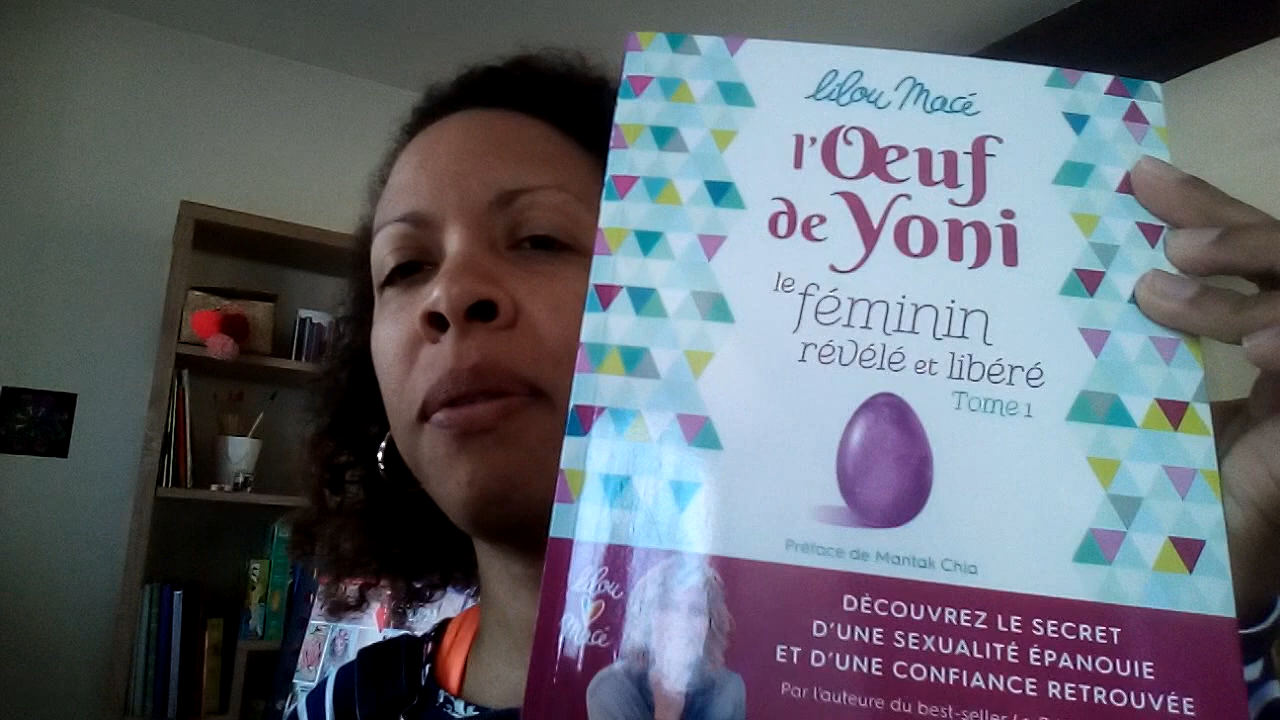 lilou Macé
l'Œuf
de Yoni
le féminin
révélé et libéré
Tome 1
Préface de Mantak Chia
lilou
Macé
DÉCOUVREZ LE SECRET
D'UNE SEXUALITÉ ÉPANOUIE
ET D'UNE CONFIANCE RETROUVÉE
Par l'auteure du best-seller